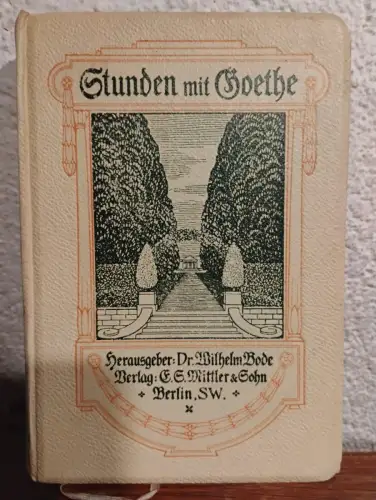 Stunden mit Goethe
Herausgeber: Dr. Wilhelm Bode
Verlag: E. S. Mittler & Sohn
Berlin, SW.